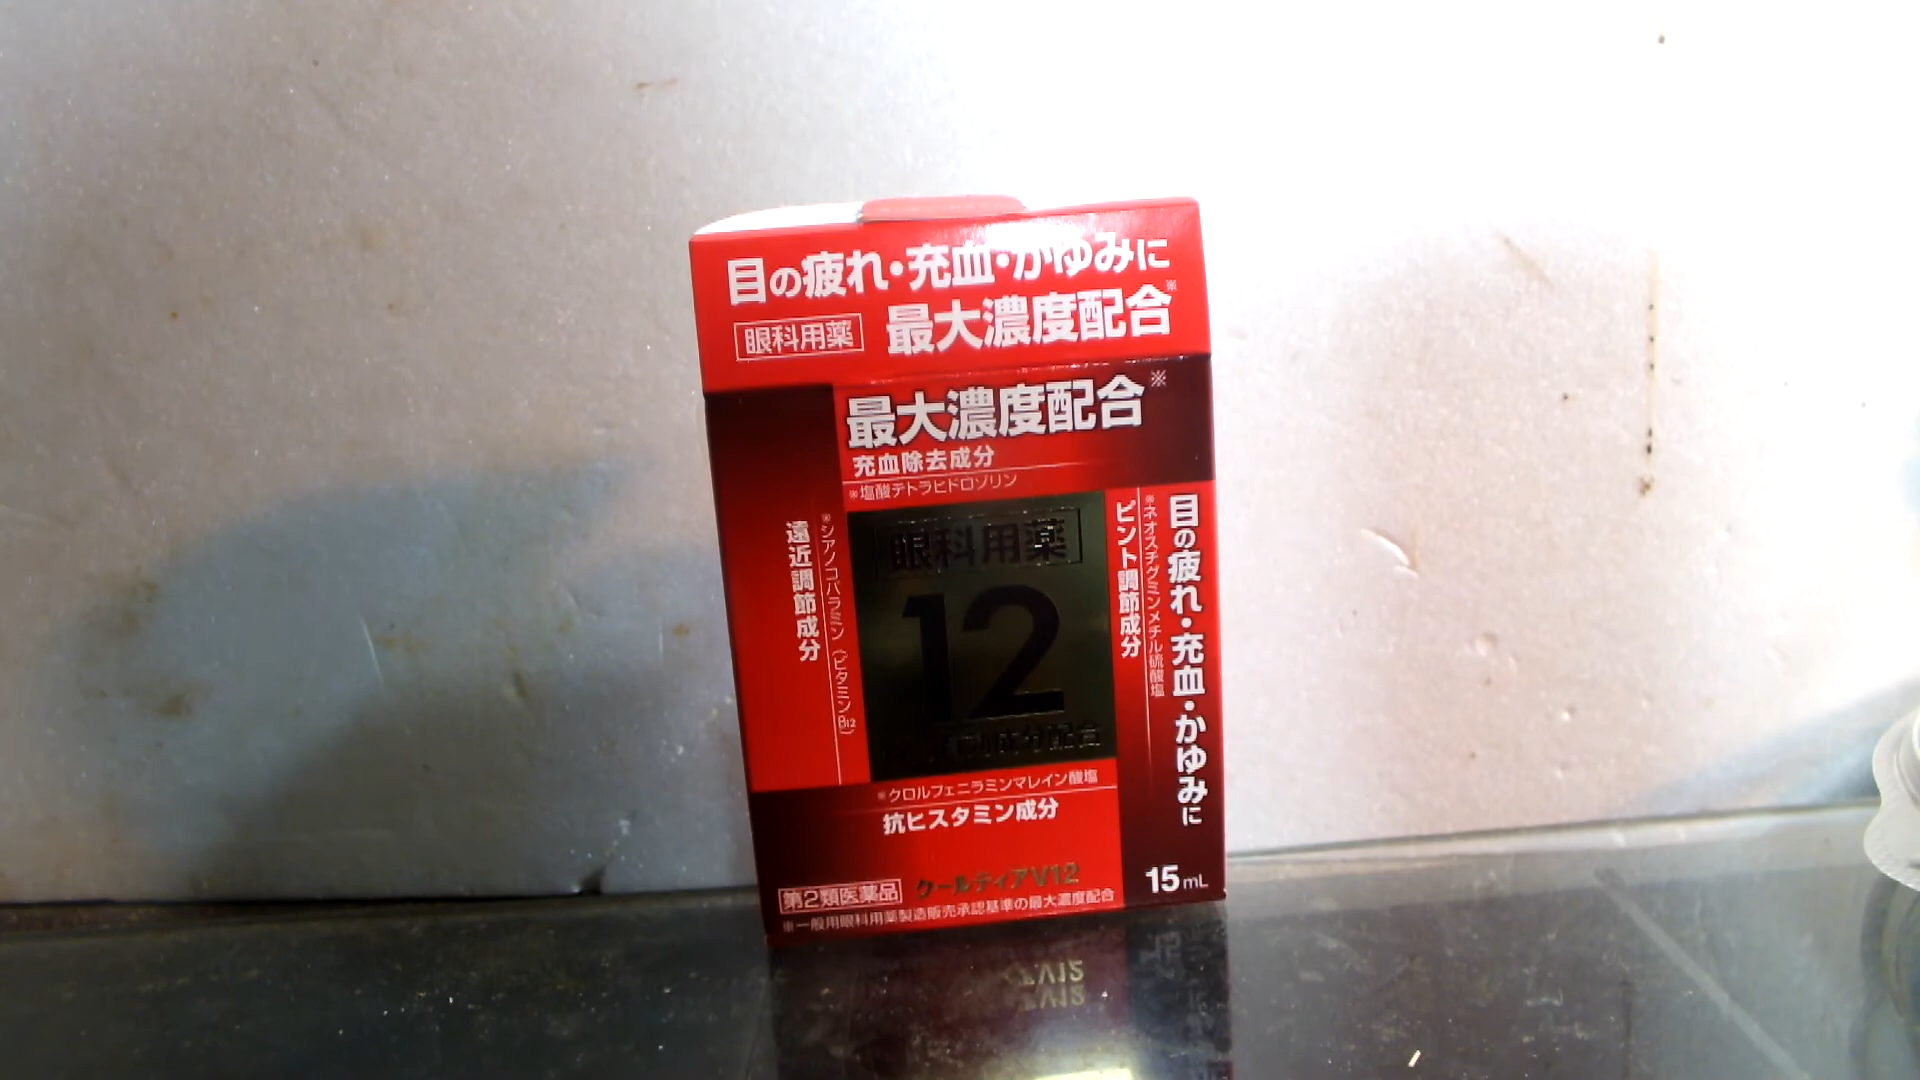 目の疲れ・充血・かゆみに
眼科用薬 最大濃度配合※
最大濃度配合※
充血除去成分
※塩酸テトラヒドロゾリン
遠近調節成分
※シアノコバラミン(ビタミンB12)
眼科用薬
12
成分配合
ピント調節成分
※ネオスチグミンメチル硫酸塩
目の疲れ・充血・かゆみに
※クロルフェニラミンマレイン酸塩
抗ヒスタミン成分
第2類医薬品 クールティアV12
15mL
※一般用眼科用薬製造販売承認基準の最大濃度配合